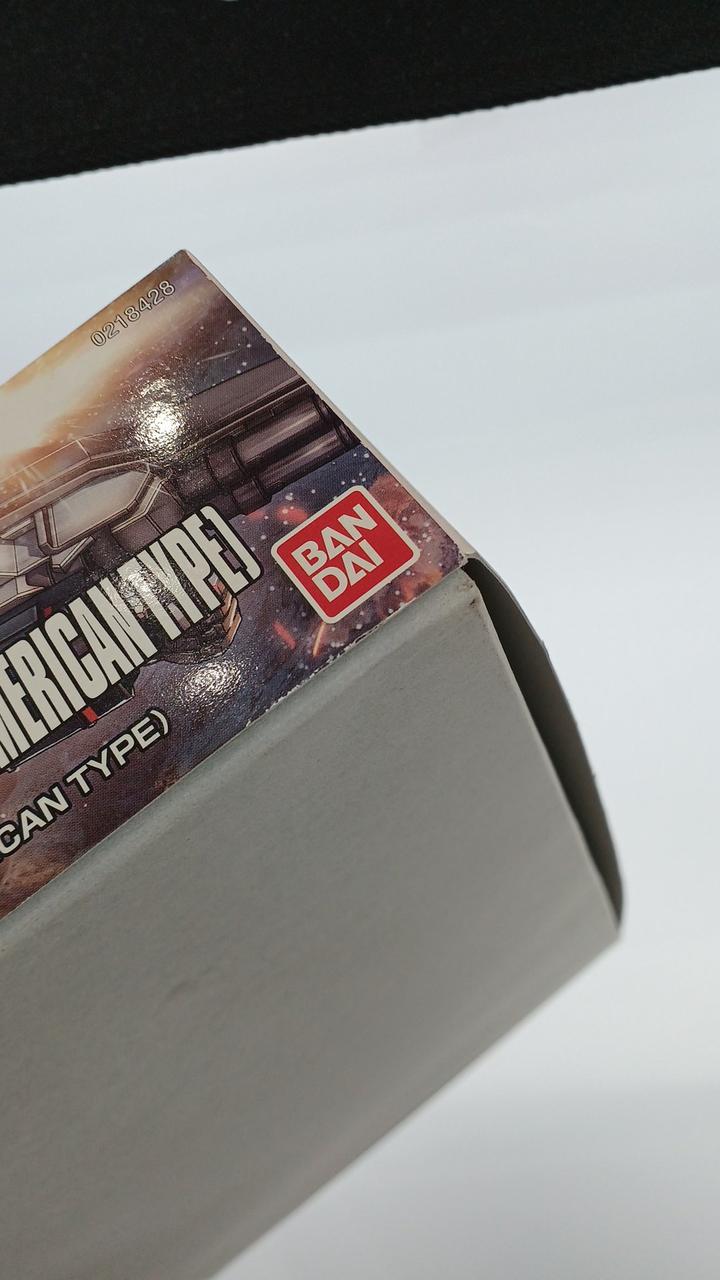 0218428
MERICAN TYPE)
BAN
DAI
CAN TYPE)